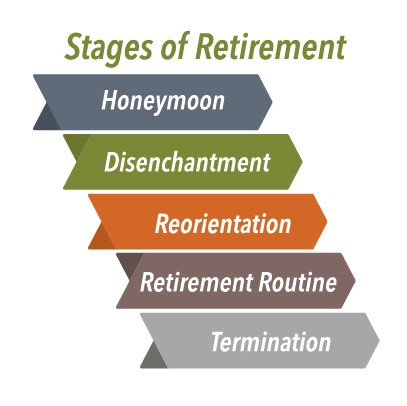 Stages of Retirement
Honeymoon
Disenchantment
Reorientation
Retirement Routine
Termination